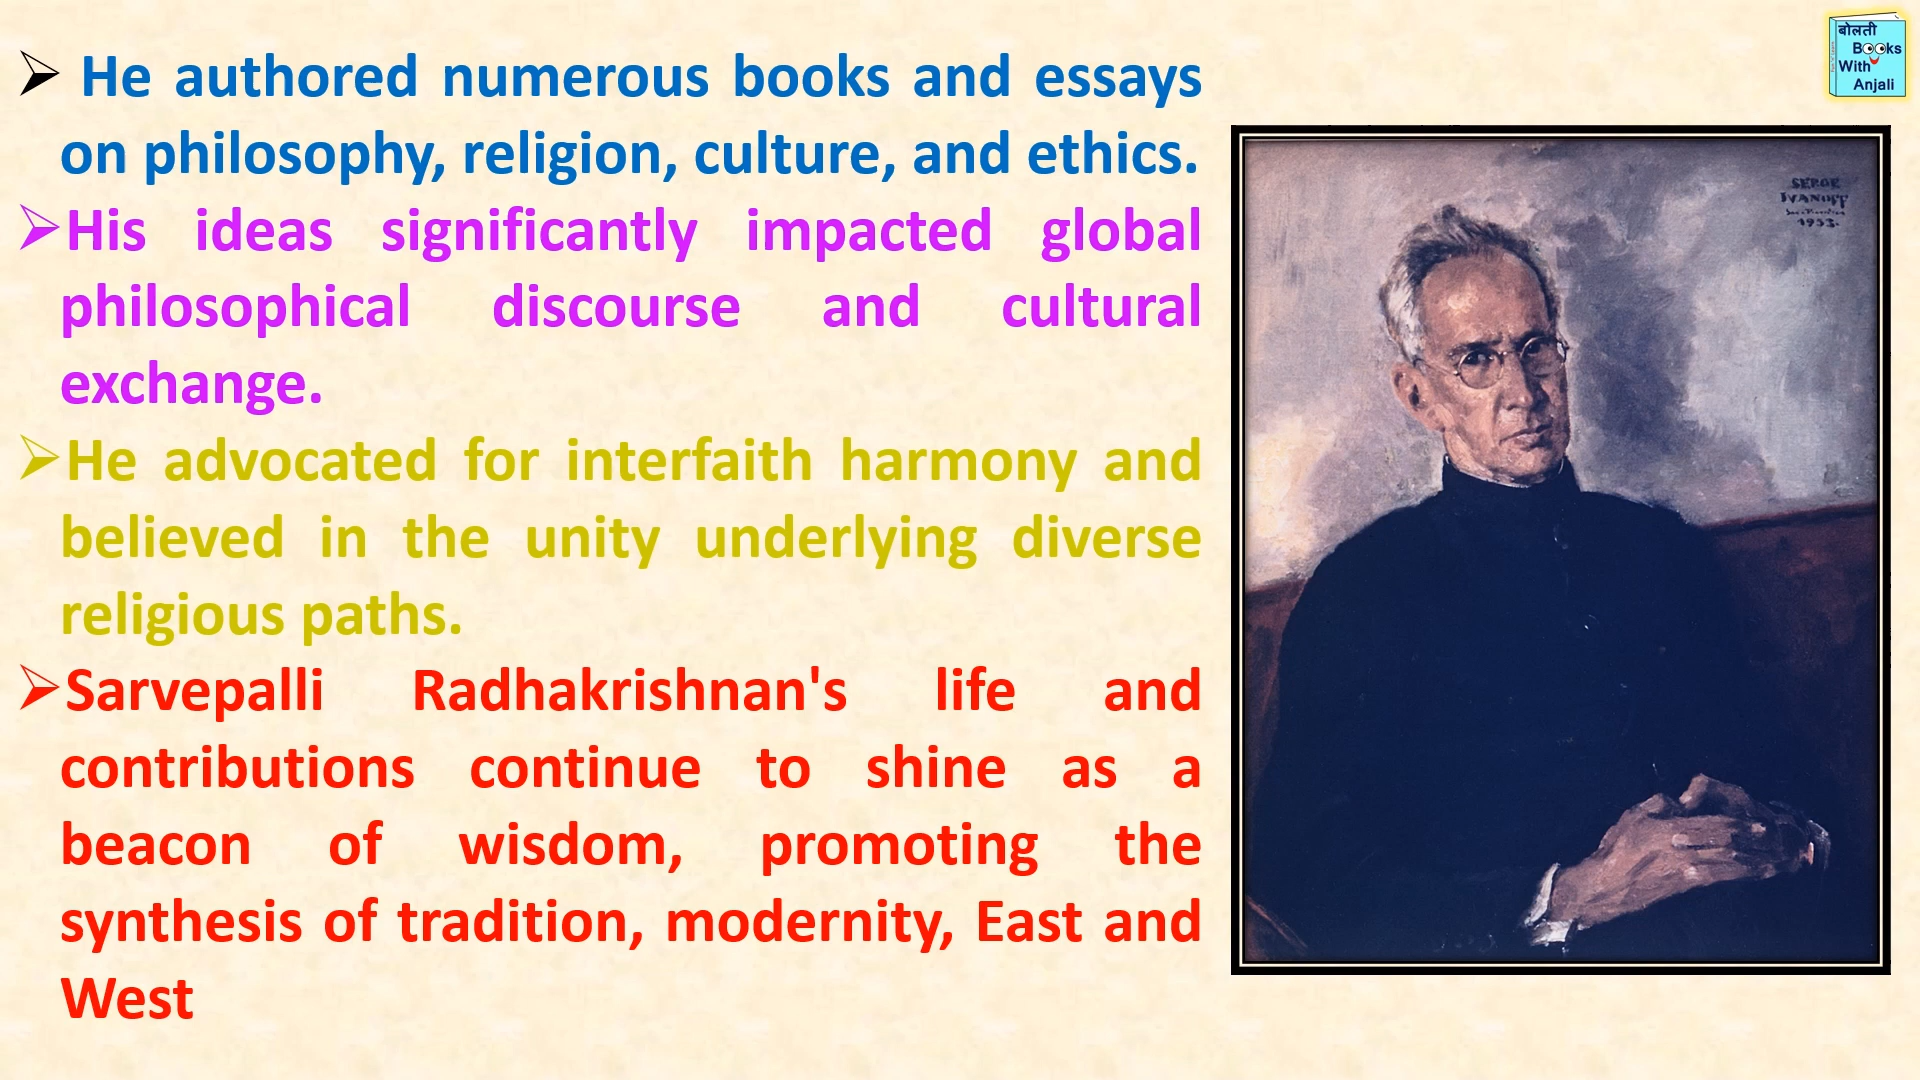 He authored numerous books and essays
on philosophy, religion, culture, and ethics.
His ideas significantly impacted global
philosophical discourse and cultural
exchange.
He advocated for interfaith harmony and
believed in the unity underlying diverse
religious paths.
Sarvepalli Radhakrishnan's life and
contributions continue to shine as a
beacon of wisdom, promoting the
synthesis of tradition, modernity, East and
West
बोलती
Books
With
Anjali
SERGE
IVANOFF
1953.